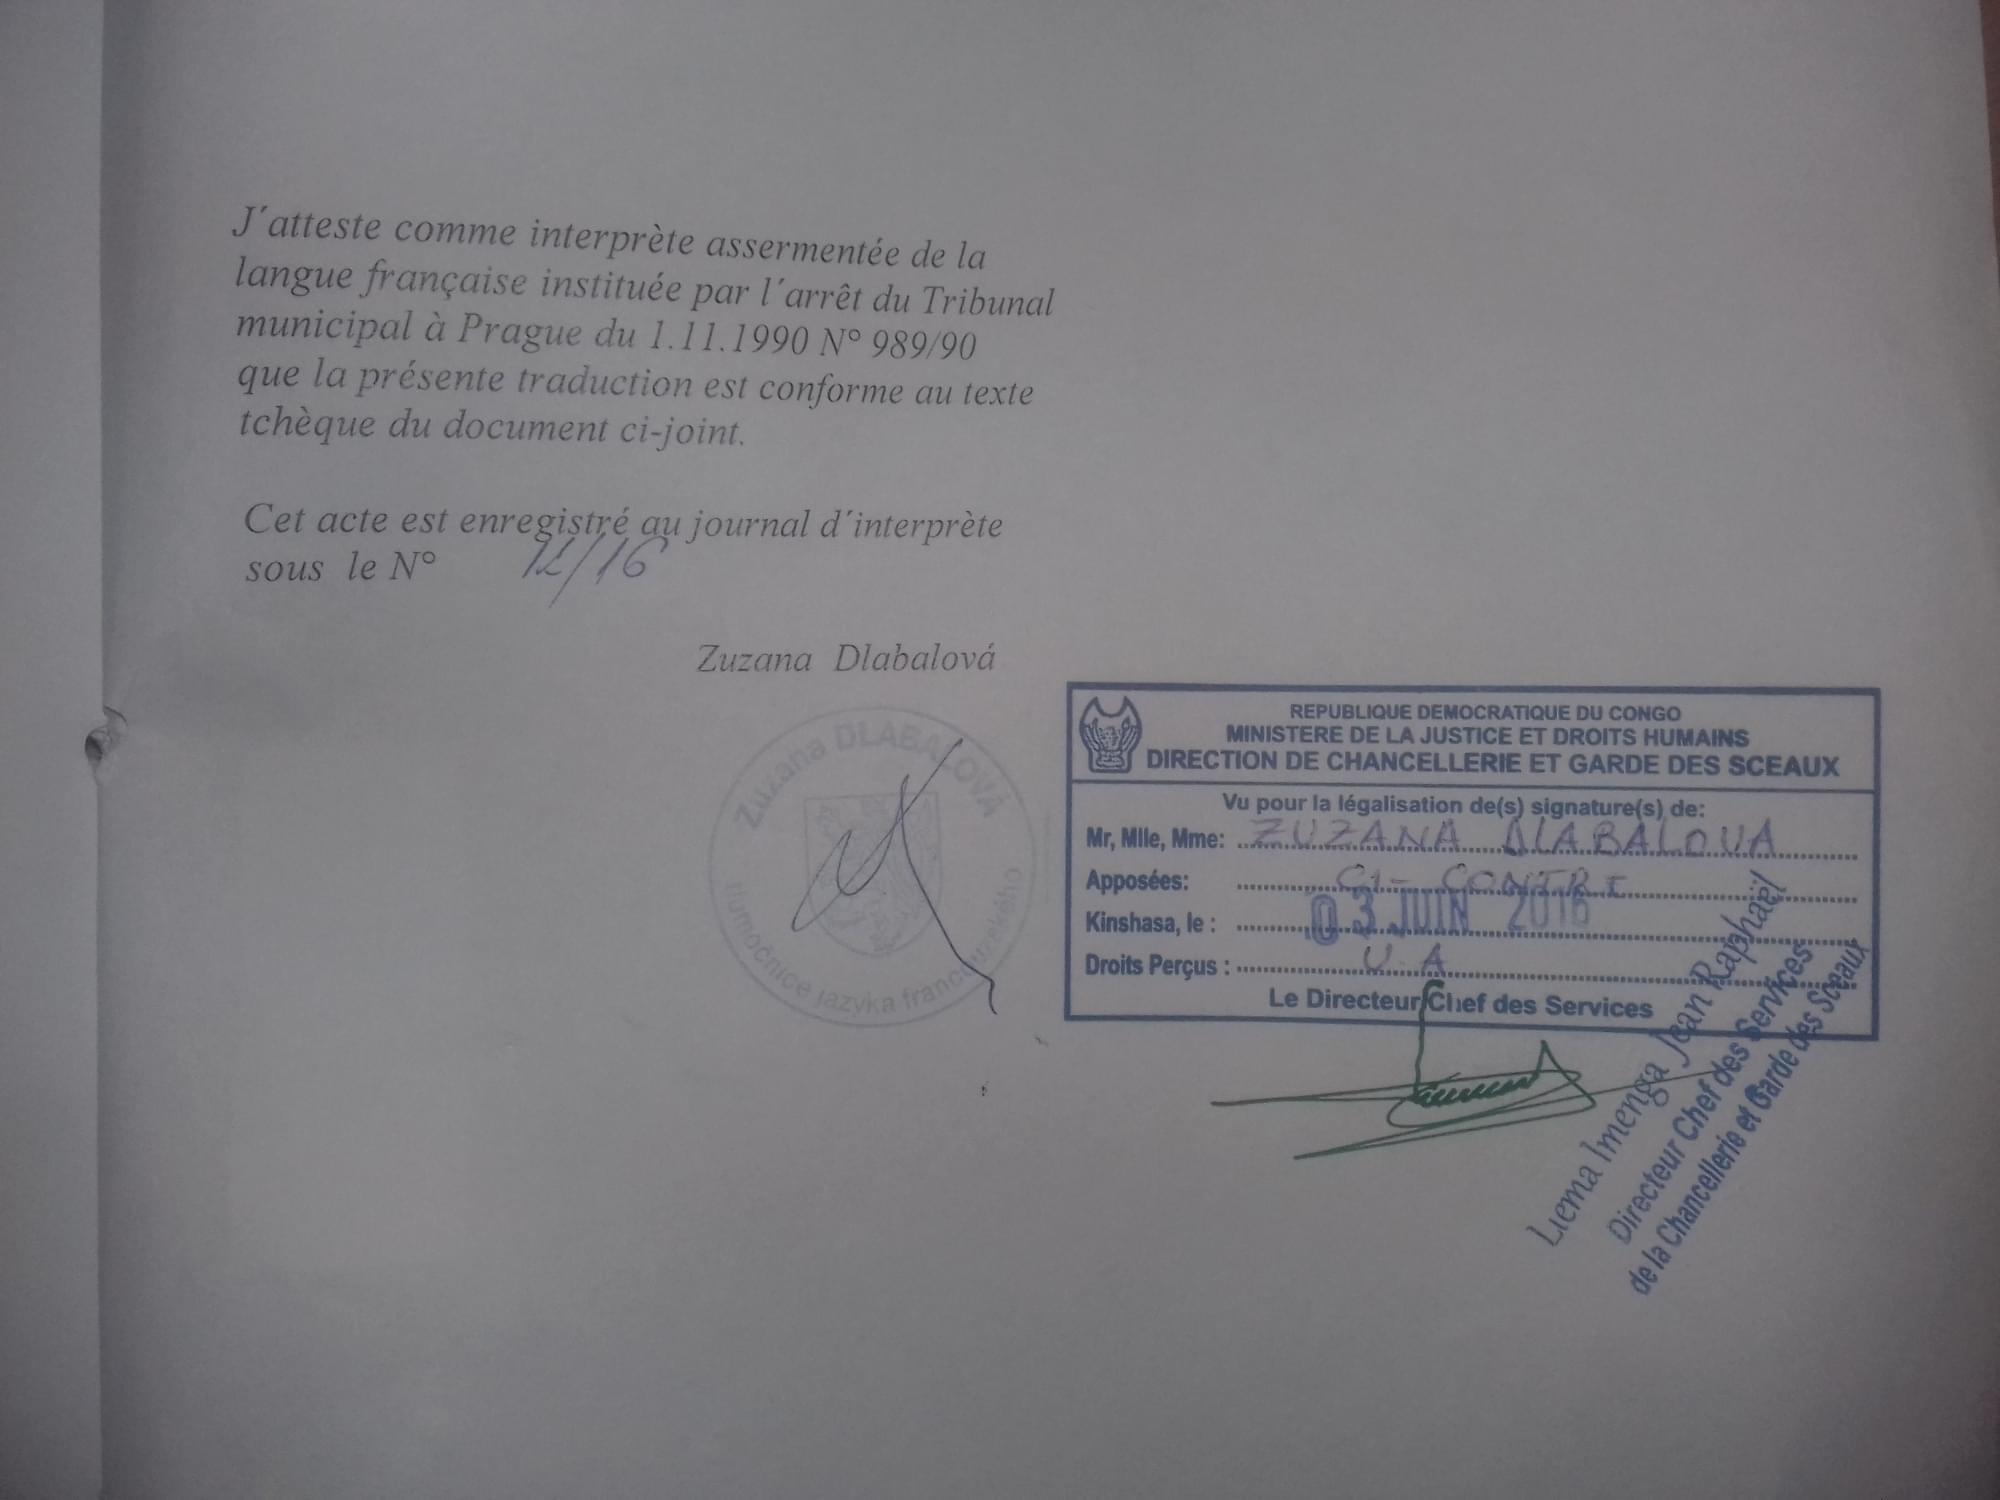 J´atteste comme interprète assermentée de la
langue française instituée par l´arrêt du Tribunal
municipal à Prague du 1.11.1990 N° 989/90
que la présente traduction est conforme au texte
tchèque du document ci-joint.
Cet acte est enregistré au journal d´interprète
sous le N° /16
Zuzana Dlabalová
Zuzana DLABALOVÁ
tlumočnice jazyka francouzského
REPUBLIQUE DEMOCRATIQUE DU CONGO
MINISTERE DE LA JUSTICE ET DROITS HUMAINS
DIRECTION DE CHANCELLERIE ET GARDE DES SCEAUX
Vu pour la légalisation de(s) signature(s) de:
Mr, Mlle, Mme: ZUZANA DLABALOVA
Apposées: CI-CONTRE
Kinshasa, le : 03 JUIN 2016
Droits Perçus : U.A
Le Directeur Chef des Services
Liema Imenga Jean Raphaël
Directeur Chef des Services
de la Chancellerie et Garde des Sceaux